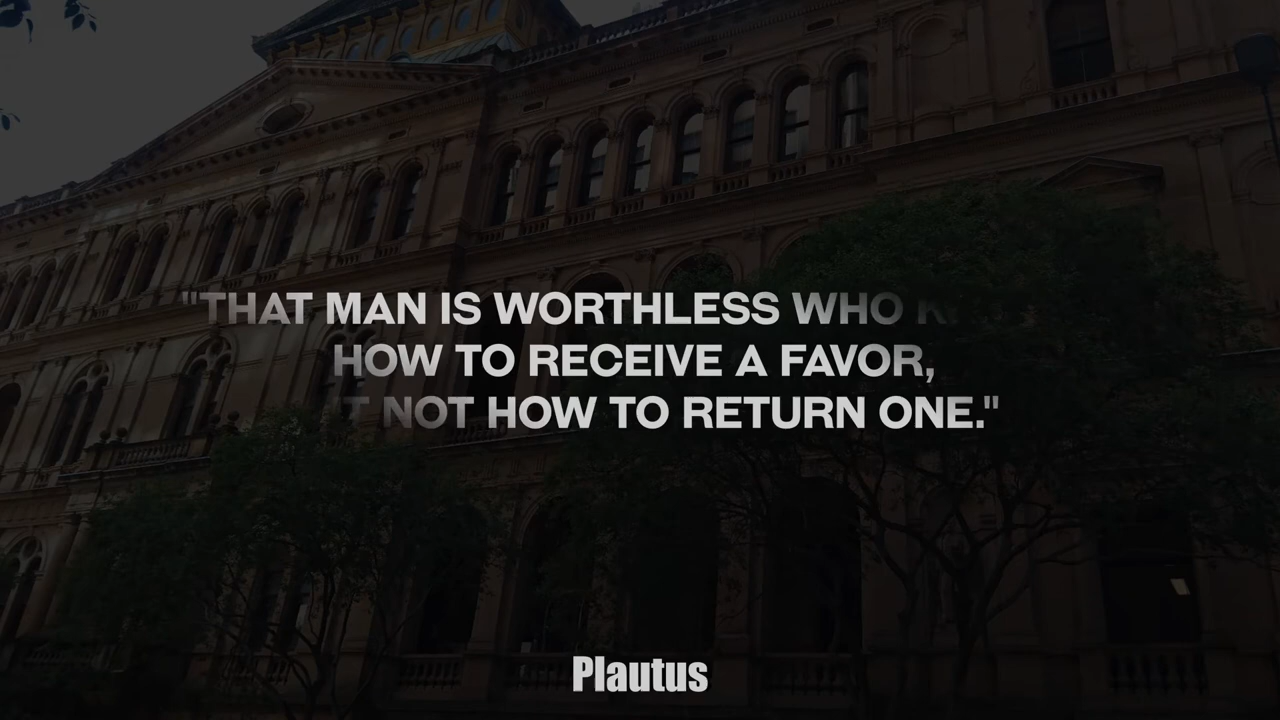 "THAT MAN IS WORTHLESS WHO
HOW TO RECEIVE A FAVOR,
NOT HOW TO RETURN ONE."
Plautus